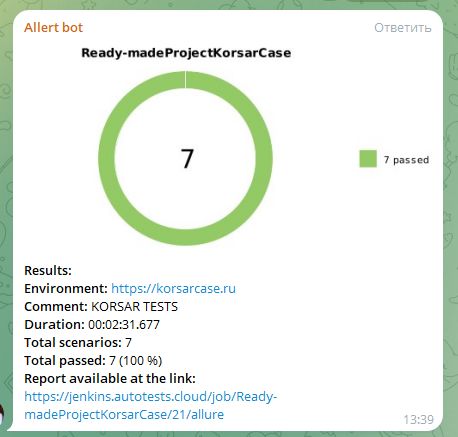 Allert bot
Ответить
Ready-madeProjectKorsarCase
7
7 passed
Results:
Environment: https://korsarcase.ru
Comment: KORSAR TESTS
Duration: 00:02:31.677
Total scenarios: 7
Total passed: 7 (100 %)
Report available at the link:
https://jenkins.autotests.cloud/job/Ready-
madeProjectKorsarCase/21/allure
13:39